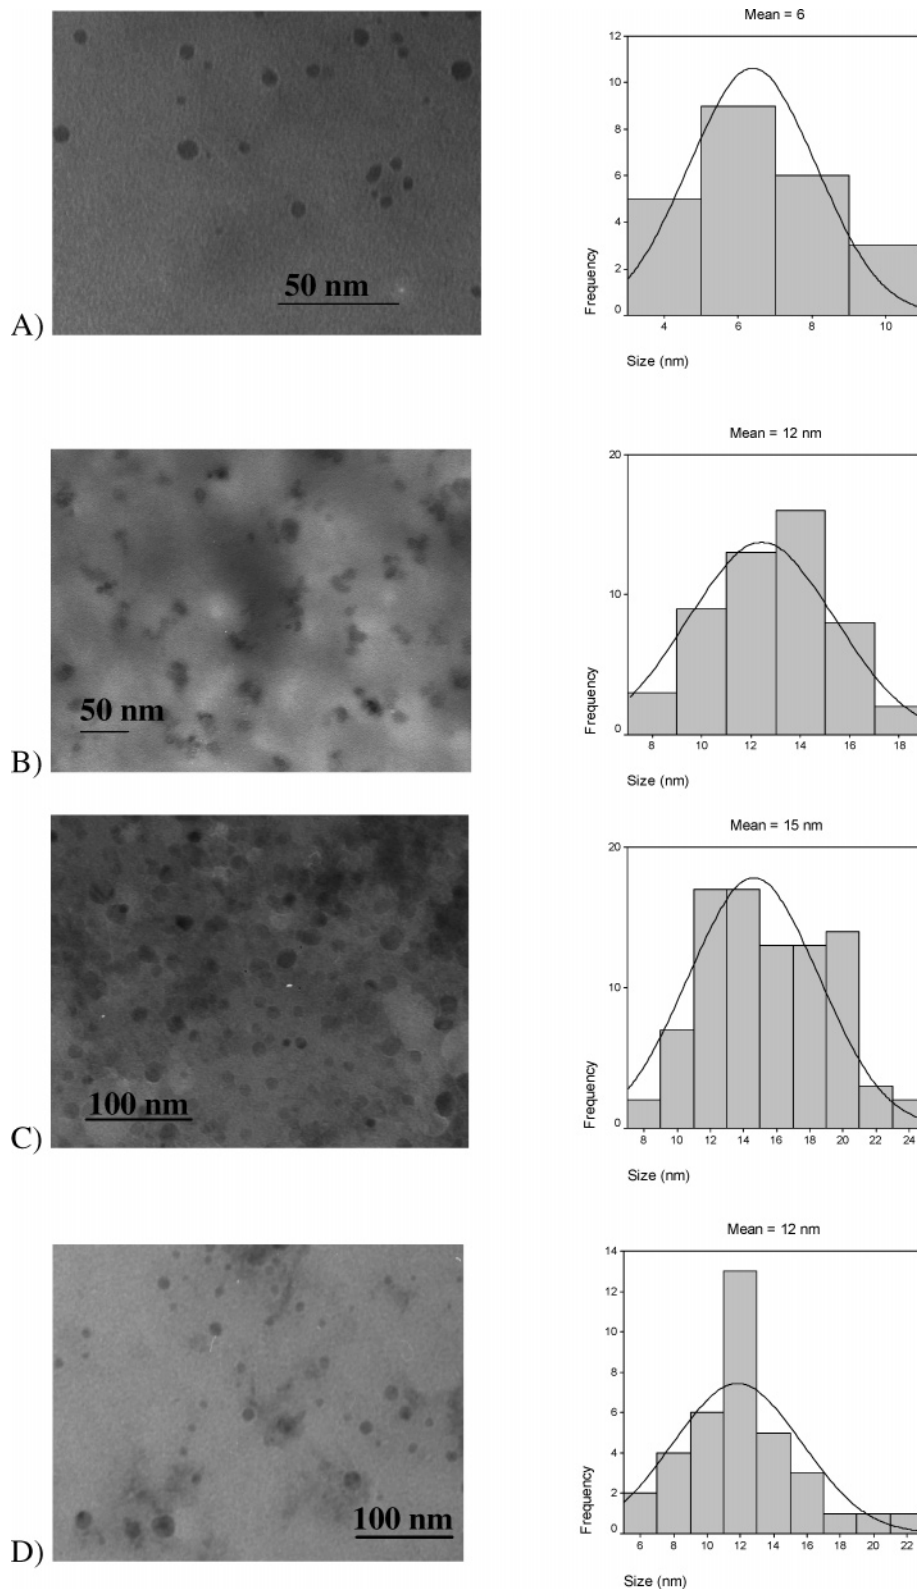 Mean = 6
12
10
8
6
4
2
0
Frequency
4 6 8 10
Size (nm)
50 nm
A)
Mean = 12 nm
20
10
0
Frequency
8 10 12 14 16 18
Size (nm)
50 nm
B)
Mean = 15 nm
20
10
0
Frequency
8 10 12 14 16 18 20 22 24
Size (nm)
100 nm
C)
Mean = 12 nm
14
12
10
8
6
4
2
0
Frequency
6 8 10 12 14 16 18 20 22
Size (nm)
100 nm
D)